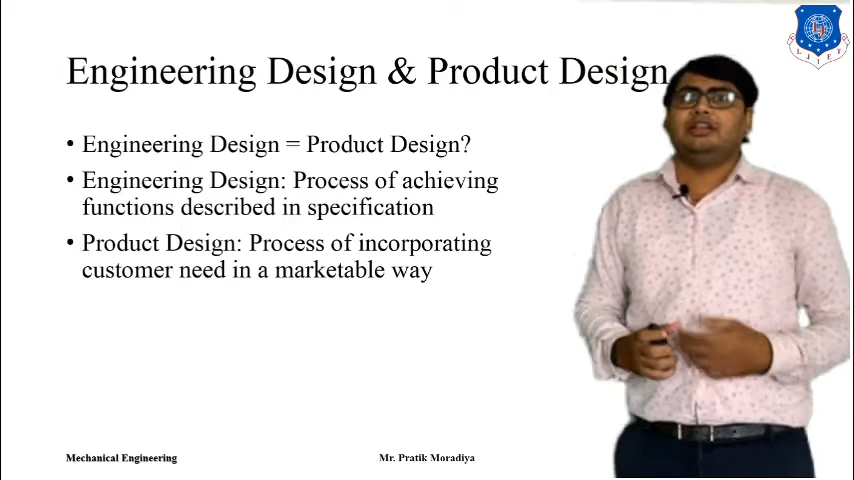 Engineering Design & Product Design
• Engineering Design = Product Design?
• Engineering Design: Process of achieving
functions described in specification
• Product Design: Process of incorporating
customer need in a marketable way
LJIET
Mechanical Engineering
Mr. Pratik Moradiya